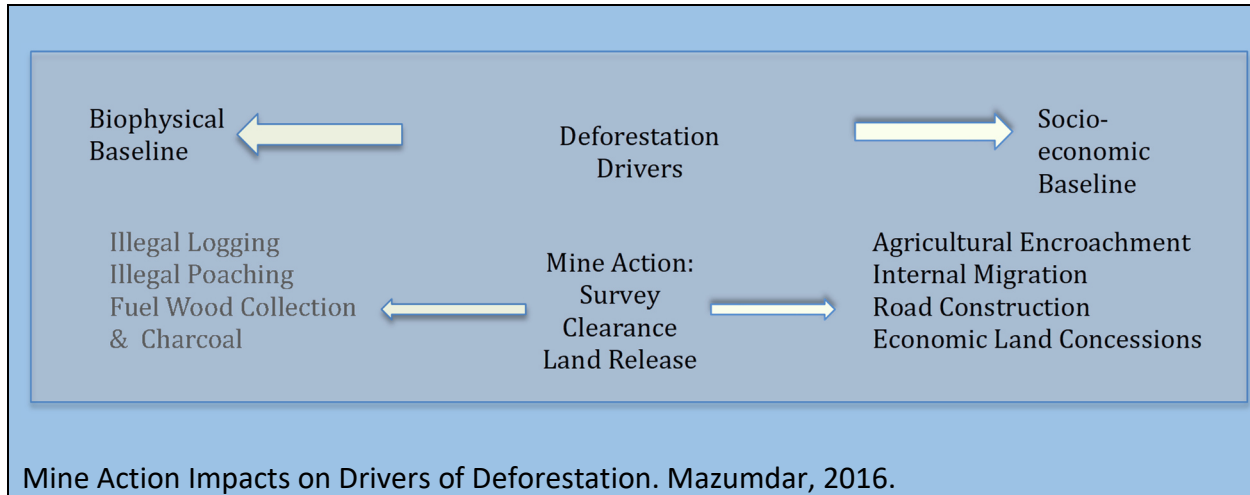 Biophysical
Baseline
Deforestation
Drivers
Socio-
economic
Baseline
Illegal Logging
Illegal Poaching
Fuel Wood Collection
& Charcoal
Mine Action:
Survey
Clearance
Land Release
Agricultural Encroachment
Internal Migration
Road Construction
Economic Land Concessions
Mine Action Impacts on Drivers of Deforestation. Mazumdar, 2016.